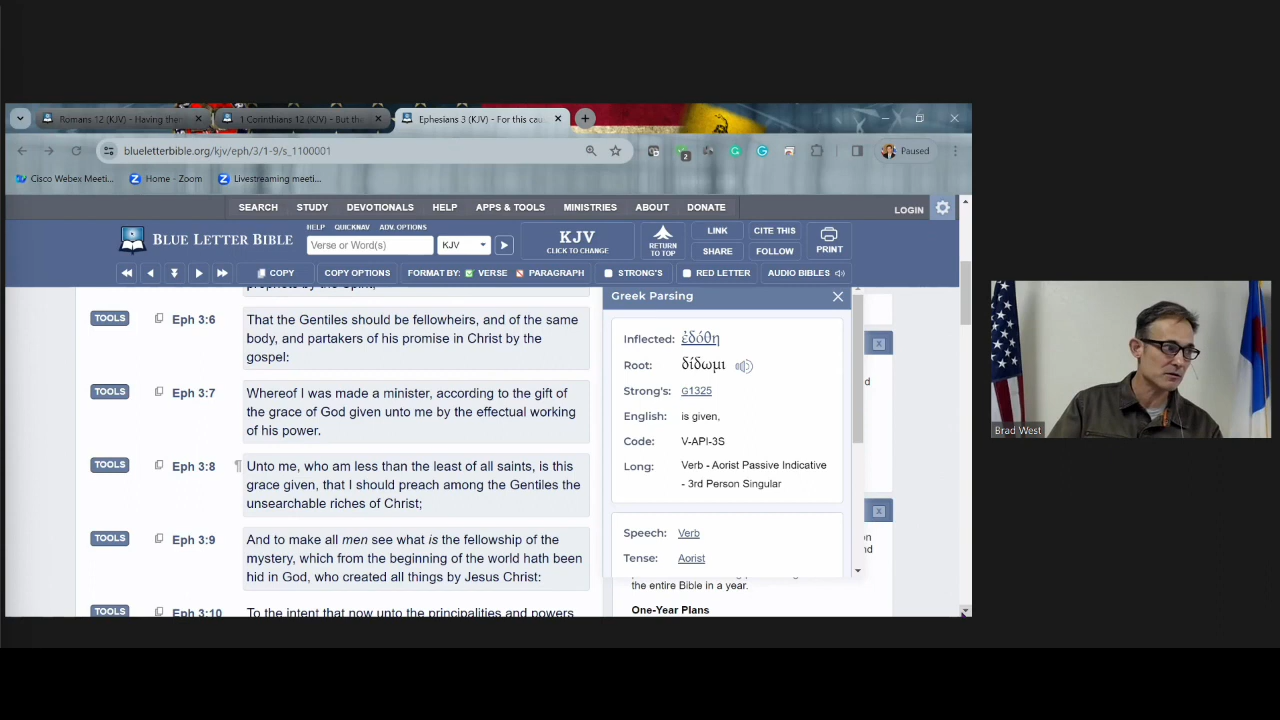 Romans 12 (KJV) - Having then
1 Corinthians 12 (KJV) - But the
Ephesians 3 (KJV) - For this cau
blueletterbible.org/kjv/eph/3/1-9/s_1100001
2
Paused
Cisco Webex Meeti...
Home - Zoom
Livestreaming meeti...
SEARCH STUDY DEVOTIONALS HELP APPS & TOOLS MINISTRIES ABOUT DONATE
LOGIN
BLUE LETTER BIBLE
HELP QUICKNAV ADV. OPTIONS
Verse or Word(s)
KJV
KJV
CLICK TO CHANGE
RETURN
TO TOP
LINK
SHARE
CITE THIS
FOLLOW
PRINT
COPY COPY OPTIONS FORMAT BY: VERSE PARAGRAPH STRONG'S RED LETTER AUDIO BIBLES
prophets by the Spirit;
TOOLS Eph 3:6 That the Gentiles should be fellowheirs, and of the same
body, and partakers of his promise in Christ by the
gospel:
TOOLS Eph 3:7 Whereof I was made a minister, according to the gift of
the grace of God given unto me by the effectual working
of his power.
TOOLS Eph 3:8 ¶ Unto me, who am less than the least of all saints, is this
grace given, that I should preach among the Gentiles the
unsearchable riches of Christ;
TOOLS Eph 3:9 And to make all men see what is the fellowship of the
mystery, which from the beginning of the world hath been
hid in God, who created all things by Jesus Christ:
TOOLS Eph 3:10 To the intent that now unto the principalities and powers
Greek Parsing
Inflected: ἐδόθη
Root: δίδωμι
Strong's: G1325
English: is given,
Code: V-API-3S
Long: Verb - Aorist Passive Indicative
- 3rd Person Singular
Speech: Verb
Tense: Aorist
the entire Bible in a year.
One-Year Plans
Brad West